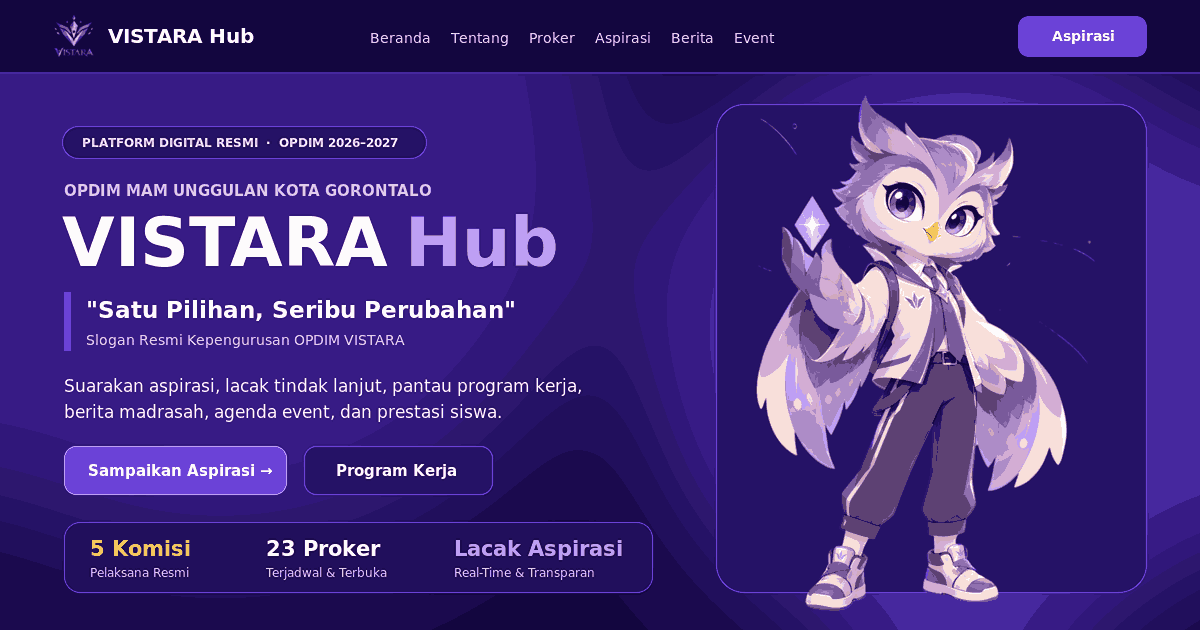 VISTARA
VISTARA Hub
Beranda Tentang Proker Aspirasi Berita Event
Aspirasi
PLATFORM DIGITAL RESMI · OPDIM 2026–2027
OPDIM MAM UNGGULAN KOTA GORONTALO
VISTARA Hub
"Satu Pilihan, Seribu Perubahan"
Slogan Resmi Kepengurusan OPDIM VISTARA
Suarakan aspirasi, lacak tindak lanjut, pantau program kerja,
berita madrasah, agenda event, dan prestasi siswa.
Sampaikan Aspirasi →
Program Kerja
5 Komisi
Pelaksana Resmi
23 Proker
Terjadwal & Terbuka
Lacak Aspirasi
Real-Time & Transparan